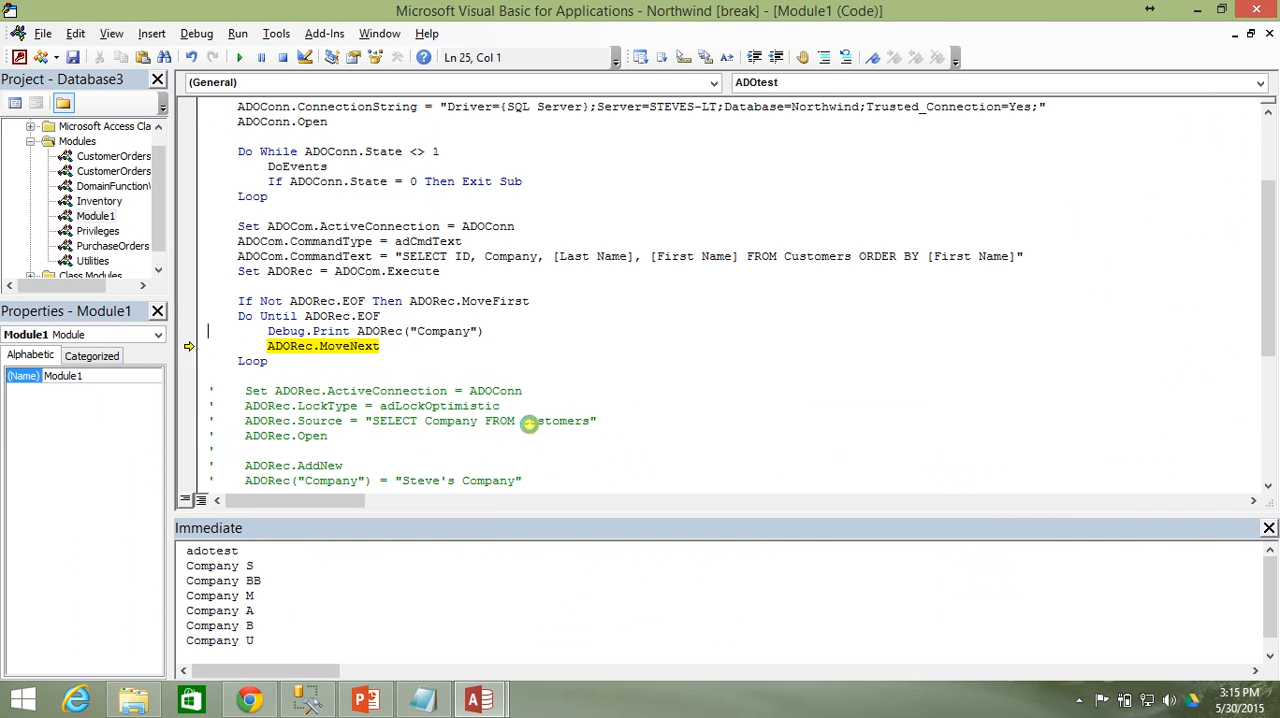 Microsoft Visual Basic for Applications - Northwind [break] - [Module1 (Code)]
File Edit View Insert Format Debug Run Tools Add-Ins Window Help
Ln 25, Col 1
Project - Database3
(General)
ADOtest
Microsoft Access Cla
Modules
CustomerOrders
CustomerOrders
DomainFunction
Inventory
Module1
Privileges
PurchaseOrders
Utilities
Class Modules
Properties - Module1
Module1 Module
Alphabetic Categorized
(Name) Module1
ADOConn.ConnectionString = "Driver={SQL Server};Server=STEVES-LT;Database=Northwind;Trusted_Connection=Yes;"
ADOConn.Open
Do While ADOConn.State <> 1
DoEvents
If ADOConn.State = 0 Then Exit Sub
Loop
Set ADOCom.ActiveConnection = ADOConn
ADOCom.CommandType = adCmdText
ADOCom.CommandText = "SELECT ID, Company, [Last Name], [First Name] FROM Customers ORDER BY [First Name]"
Set ADORec = ADOCom.Execute
If Not ADORec.EOF Then ADORec.MoveFirst
Do Until ADORec.EOF
Debug.Print ADORec("Company")
ADORec.MoveNext
Loop
' Set ADORec.ActiveConnection = ADOConn
' ADORec.LockType = adLockOptimistic
' ADORec.Source = "SELECT Company FROM Customers"
' ADORec.Open
'
' ADORec.AddNew
' ADORec("Company") = "Steve's Company"
Immediate
adotest
Company S
Company BB
Company M
Company A
Company B
Company U
3:15 PM
5/30/2015